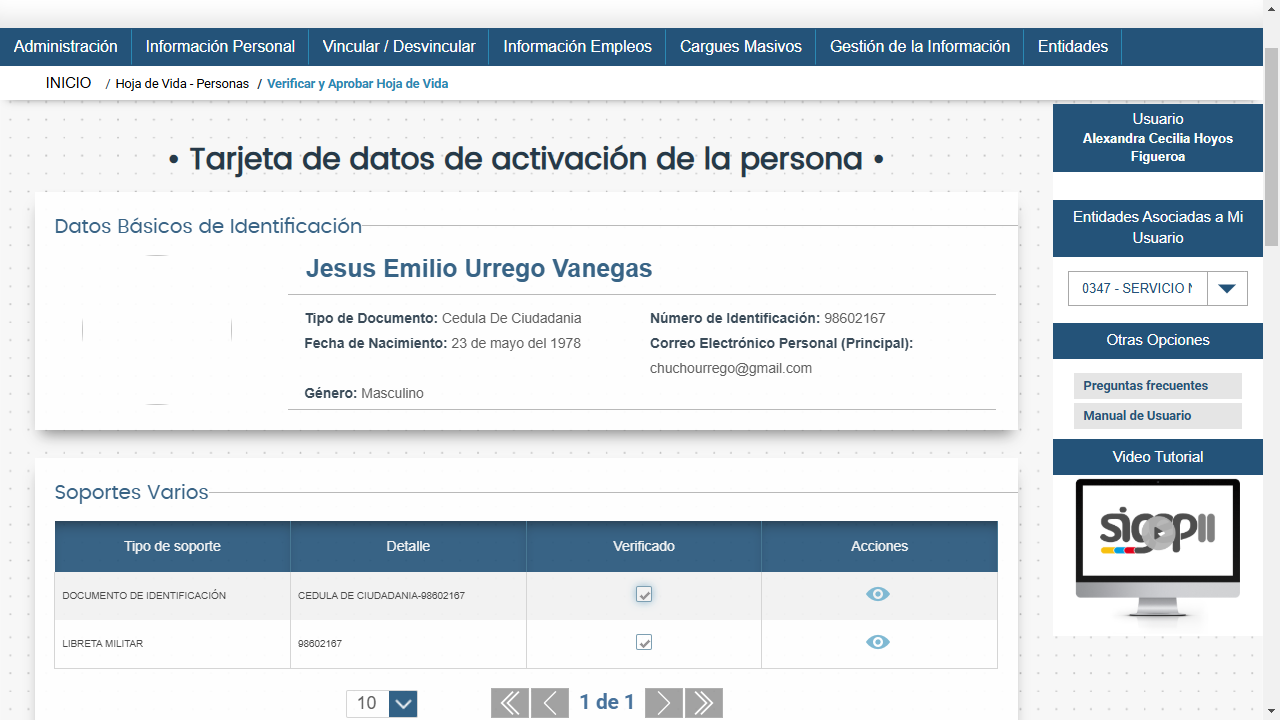 Administración Información Personal Vincular / Desvincular Información Empleos Cargues Masivos Gestión de la Información Entidades
INICIO / Hoja de Vida - Personas / Verificar y Aprobar Hoja de Vida
• Tarjeta de datos de activación de la persona •
Datos Básicos de Identificación
Jesus Emilio Urrego Vanegas
Tipo de Documento: Cedula De Ciudadania
Número de Identificación: 98602167
Fecha de Nacimiento: 23 de mayo del 1978
Correo Electrónico Personal (Principal):
chuchourrego@gmail.com
Género: Masculino
Soportes Varios
Tipo de soporte Detalle Verificado Acciones
DOCUMENTO DE IDENTIFICACIÓN CEDULA DE CIUDADANIA-98602167
LIBRETA MILITAR 98602167
10 1 de 1
Usuario
Alexandra Cecilia Hoyos
Figueroa
Entidades Asociadas a Mi
Usuario
0347 - SERVICIO
Otras Opciones
Preguntas frecuentes
Manual de Usuario
Video Tutorial
sigepII